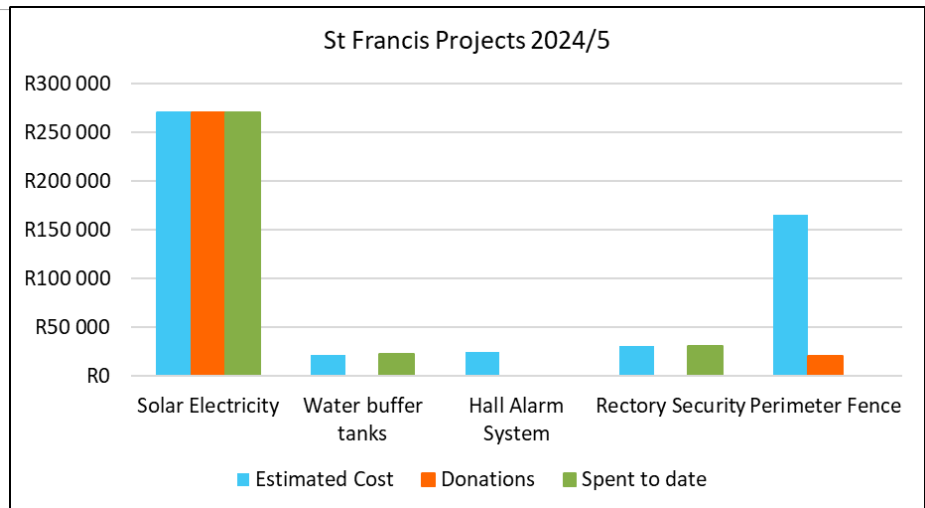 St Francis Projects 2024/5
R300 000
R250 000
R200 000
R150 000
R100 000
R50 000
R0
Solar Electricity
Water buffer
tanks
Hall Alarm
System
Rectory Security
Perimeter Fence
Estimated Cost
Donations
Spent to date